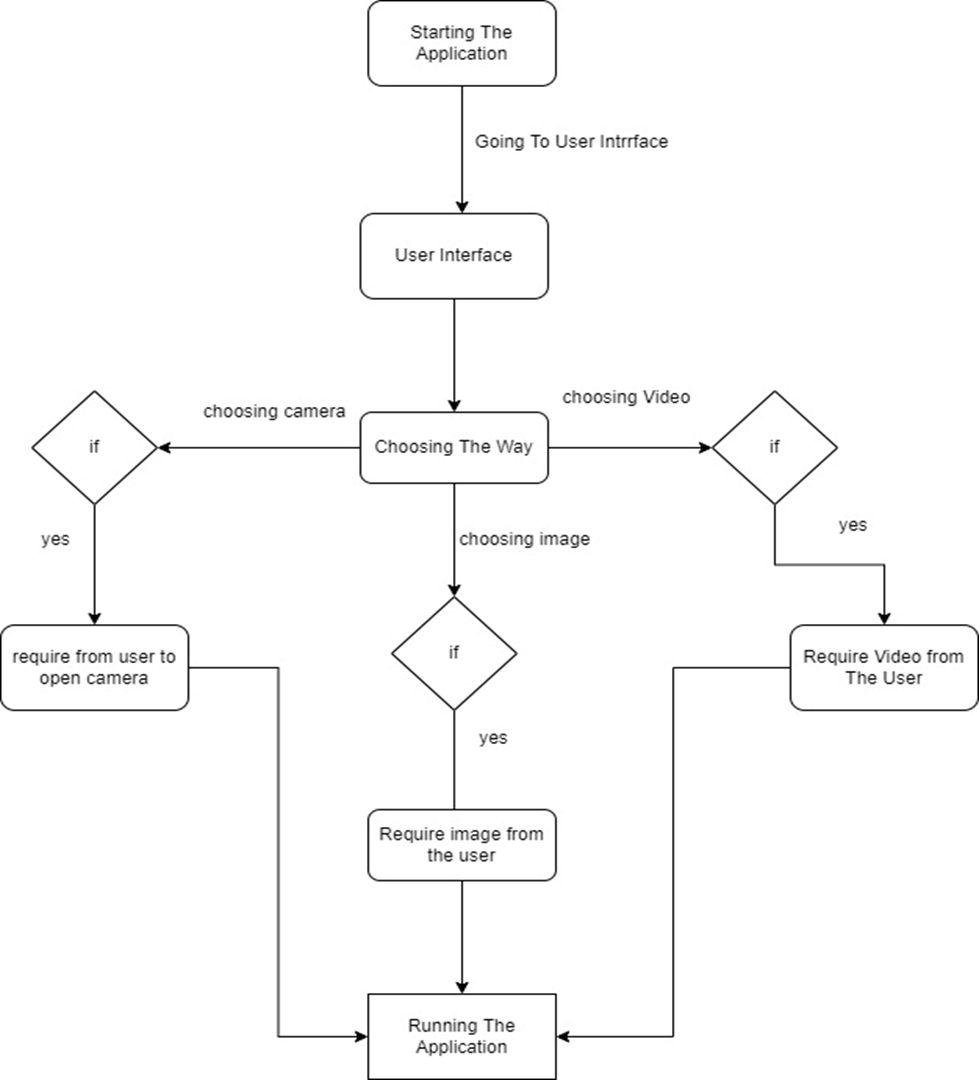 Starting The
Application
Going To User Intrrface
User Interface
choosing camera
choosing Video
if
Choosing The Way
if
yes
choosing image
yes
require from user to
open camera
if
Require Video from
The User
yes
Require image from
the user
Running The
Application